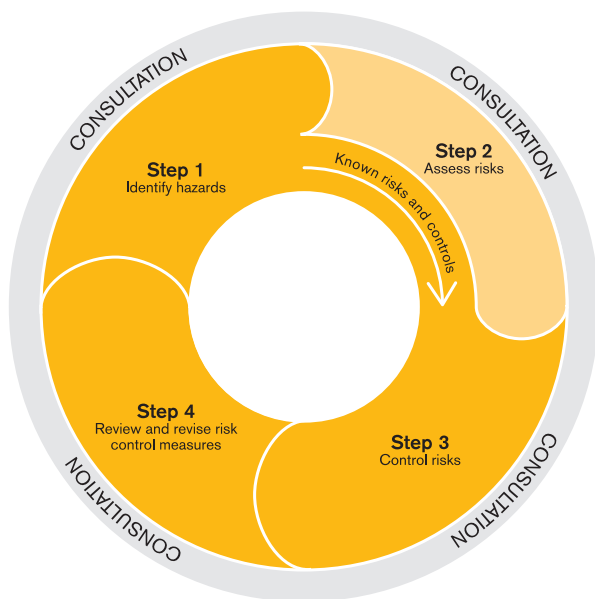 CONSULTATION
CONSULTATION
Step 1
Identify hazards
Step 2
Assess risks
Known risks and controls
Step 4
Review and revise risk
control measures
Step 3
Control risks
CONSULTATION
CONSULTATION